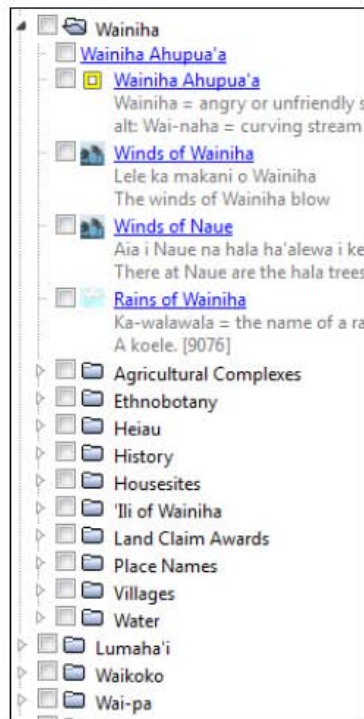 Wainiha
Wainiha Ahupua'a
Wainiha Ahupua'a
Wainiha = angry or unfriendly s
alt: Wai-naha = curving stream
Winds of Wainiha
Lele ka makani o Wainiha
The winds of Wainiha blow
Winds of Naue
Aia i Naue na hala ha'alewa i ke
There at Naue are the hala trees
Rains of Wainiha
Ka-walawala = the name of a ra
A koele. [9076]
Agricultural Complexes
Ethnobotany
Heiau
History
Housesites
'Ili of Wainiha
Land Claim Awards
Place Names
Villages
Water
Lumaha'i
Waikoko
Wai-pa